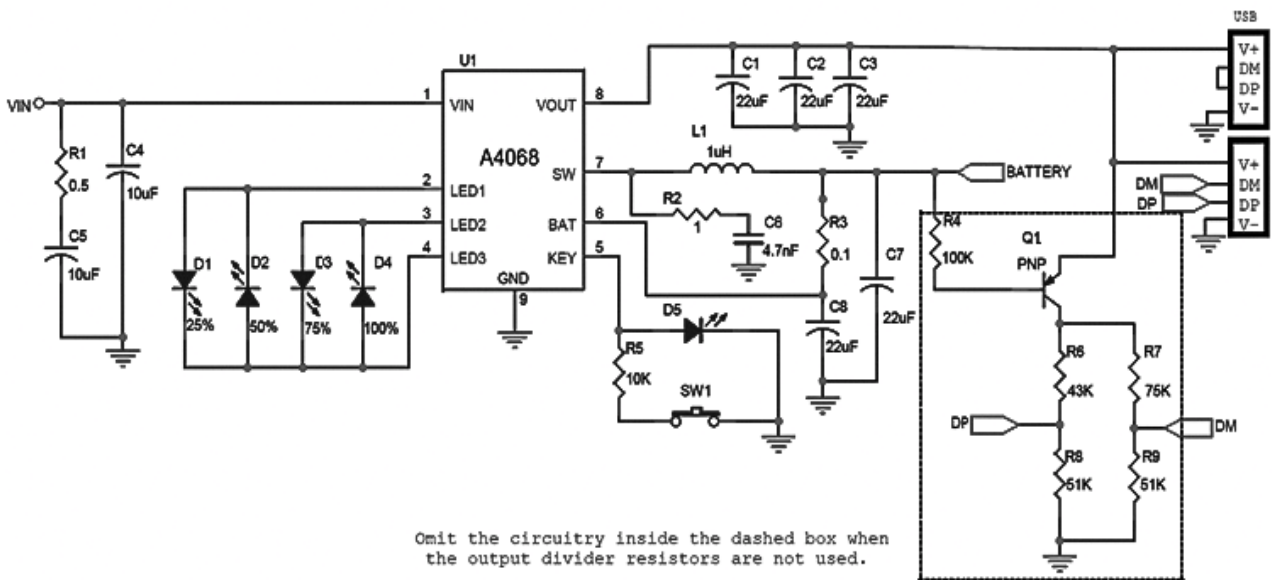 USB
V+
DM
DP
V-
U1
VIN
1
VIN
VOUT
8
C1
22uF
C2
22uF
C3
22uF
A4068
R1
0.5
C4
10uF
C5
10uF
2
LED1
3
LED2
4
LED3
SW
7
BAT
6
KEY
5
GND
9
L1
1uH
R2
1
C6
4.7nF
R3
0.1
C7
22uF
C8
22uF
BATTERY
V+
DM
DM
DP
DP
V-
R4
100K
Q1
PNP
D1
25%
D2
50%
D3
75%
D4
100%
D5
R5
10K
SW1
R6
43K
R7
75K
DP
DM
R8
51K
R9
51K
Omit the circuitry inside the dashed box when
the output divider resistors are not used.